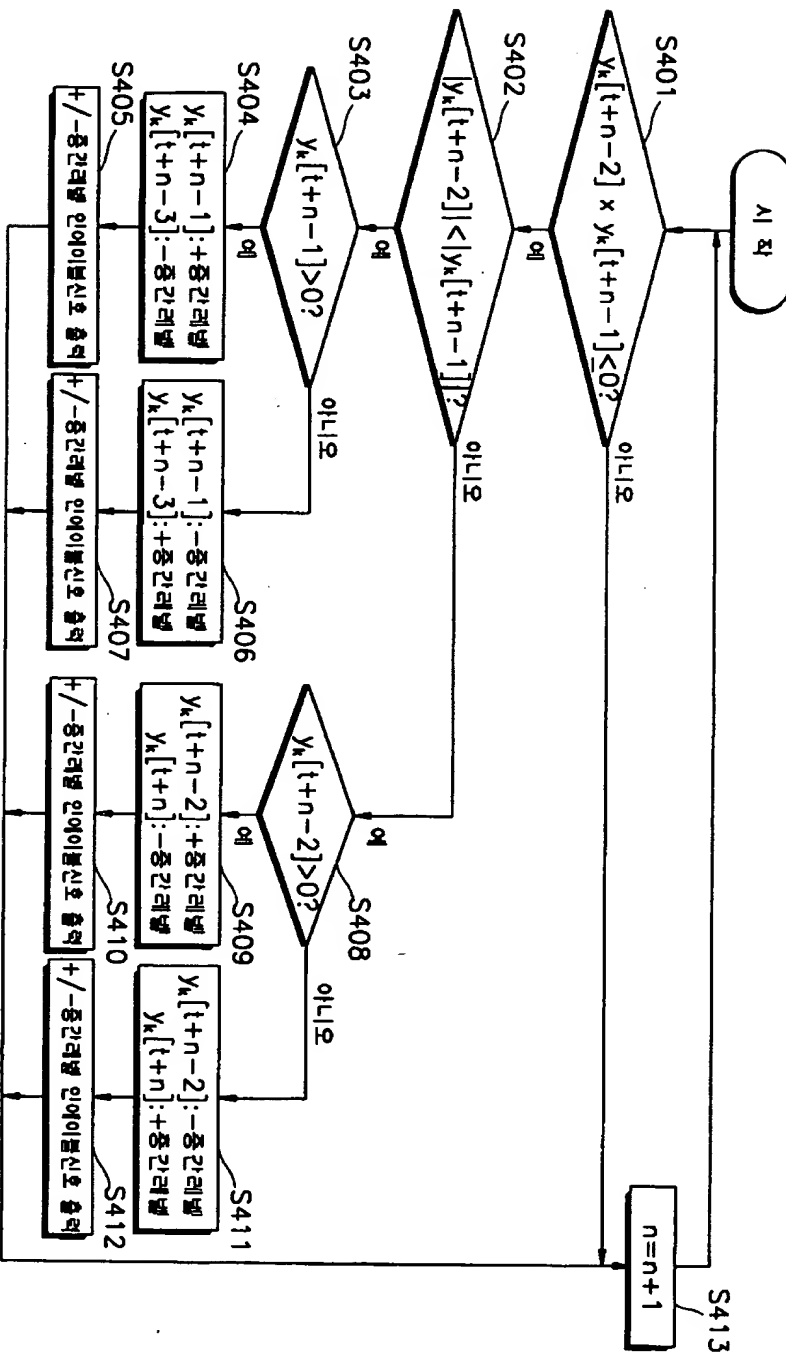 시 작
S401
yₖ[t+n-2] x yₖ[t+n-1]≤0?
아니오
예
S402
|yₖ[t+n-2]|<|yₖ[t+n-1]|?
아니오
예
S403
yₖ[t+n-1]>0?
아니오
예
S404
yₖ[t+n-1]:+중간레벨
yₖ[t+n-3]:-중간레벨
S405
+/-중간레벨 인에이블신호 출력
S406
yₖ[t+n-1]:-중간레벨
yₖ[t+n-3]:+중간레벨
S407
+/-중간레벨 인에이블신호 출력
예
S408
yₖ[t+n-2]>0?
아니오
예
S409
yₖ[t+n-2]:+중간레벨
yₖ[t+n]:-중간레벨
S410
+/-중간레벨 인에이블신호 출력
S411
yₖ[t+n-2]:-중간레벨
yₖ[t+n]:+중간레벨
S412
+/-중간레벨 인에이블신호 출력
S413
n=n+1